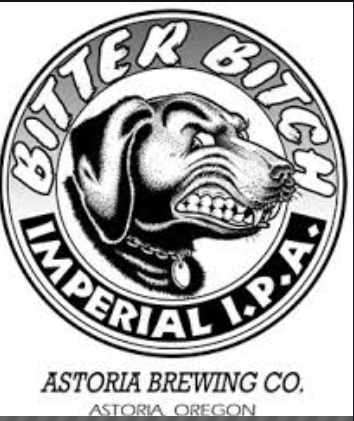 BITTER BITCH
IMPERIAL I.P.A.
ASTORIA BREWING CO.
ASTORIA, OREGON